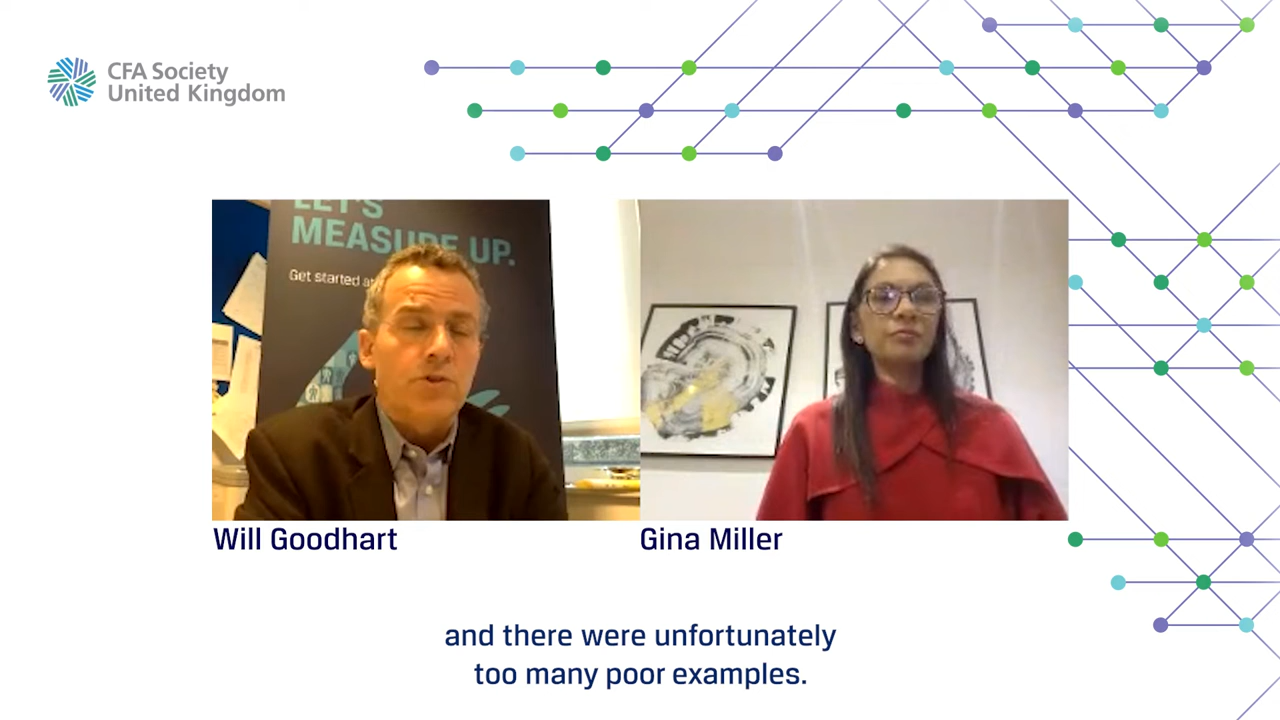 CFA Society
United Kingdom
LET'S
MEASURE UP.
Get started
Will Goodhart
Gina Miller
and there were unfortunately
too many poor examples.